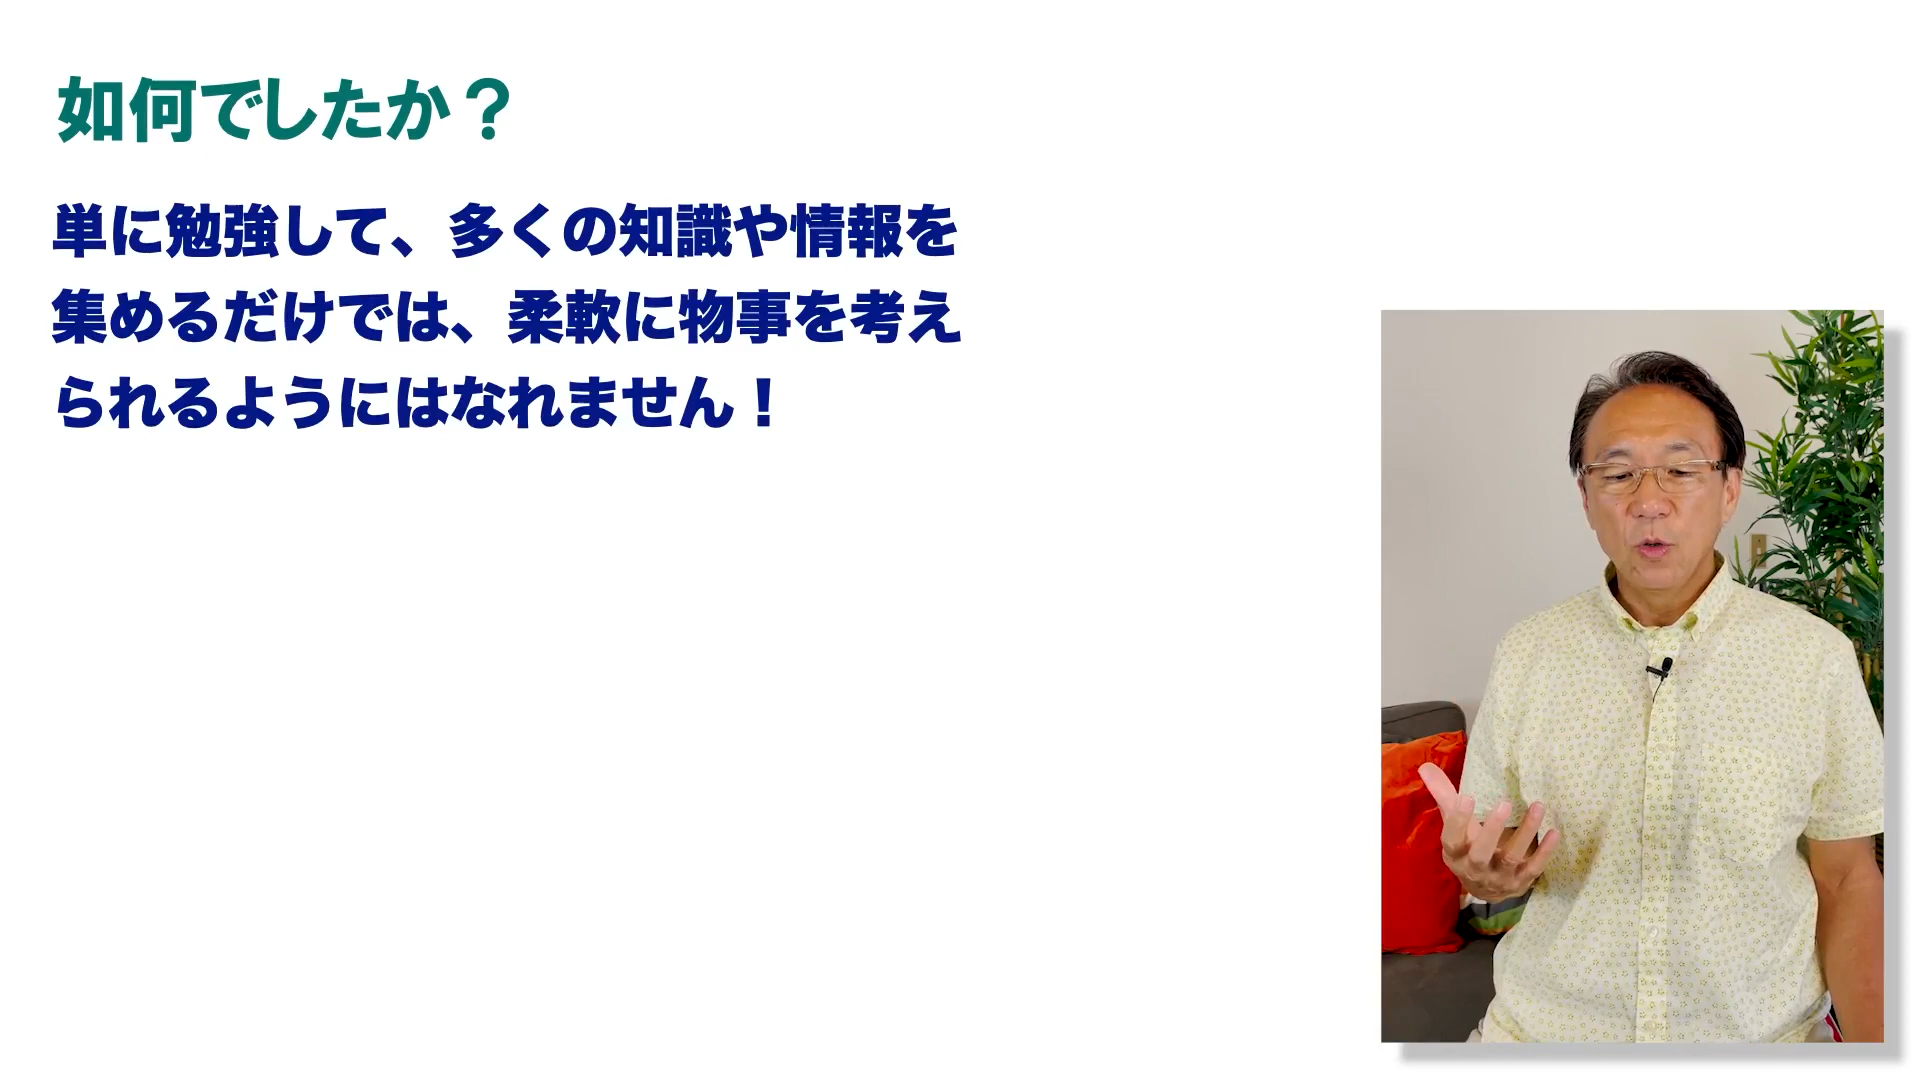 如何でしたか？
単に勉強して、多くの知識や情報を
集めるだけでは、柔軟に物事を考え
られるようにはなれません！